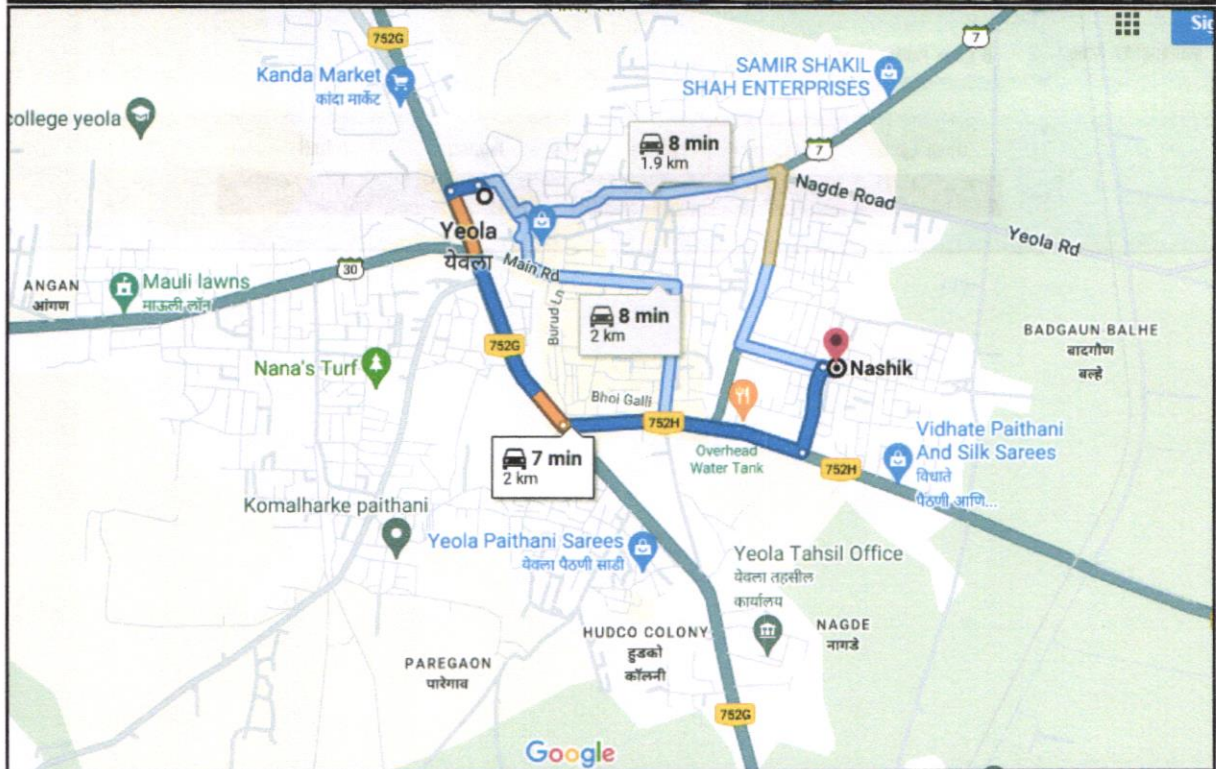 752G
7
Sig
Kanda Market
कांदा मार्केट
SAMIR SHAKIL
SHAH ENTERPRISES
college yeola
8 min
1.9 km
7
Nagde Road
Yeola
येवला
Yeola Rd
Main Rd
30
ANGAN
आंगण
Mauli lawns
माऊली लॉन
Burud Ln
8 min
2 km
BADGAUN BALHE
बादगौण
बल्हे
752G
Nana's Turf
Nashik
Bhoi Galli
752H
Overhead
Water Tank
Vidhate Paithani
And Silk Sarees
विधाते
पैठणी आणि...
752H
7 min
2 km
Komalharke paithani
Yeola Paithani Sarees
येवला पैठणी साडी
Yeola Tahsil Office
येवला तहसील
कार्यालय
HUDCO COLONY
हुडको
कॉलनी
NAGDE
नागडे
PAREGAON
पारेगाव
752G
Google